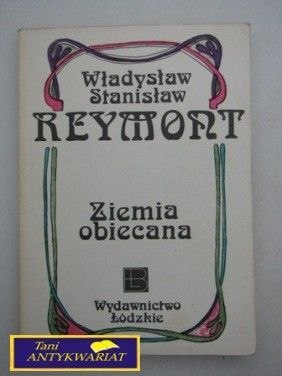 Władysław
Stanisław
REYMONT
Ziemia
obiecana
Wydawnictwo
Łódzkie
Tani
ANTYKWARIAT